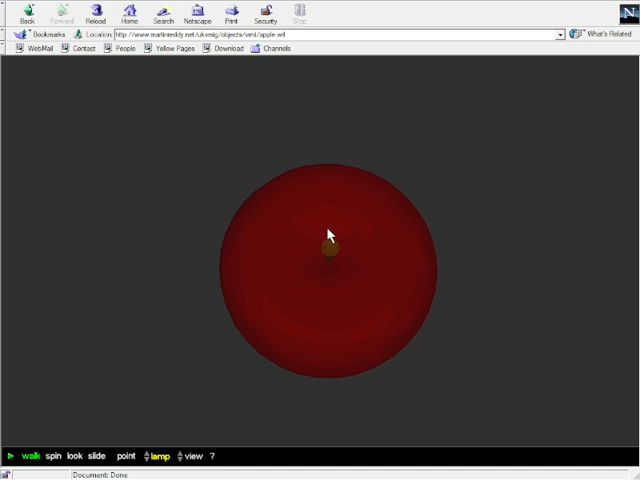 Back Forward Reload Home Search Netscape Print Security Stop
N
Bookmarks Location: http://www.martinreddy.net/ukvrsig/objects/vrml/apple.wrl What's Related
WebMail Contact People Yellow Pages Download Channels
walk spin look slide point lamp view ?
Document: Done